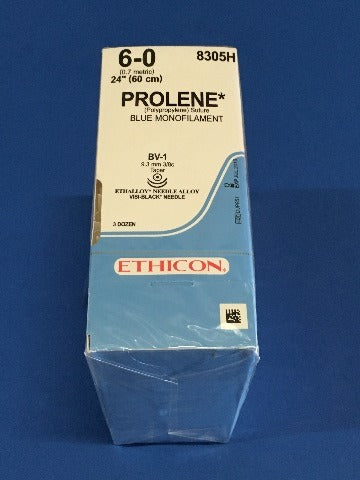 6-0
8305H
(0.7 metric)
24" (60 cm)
PROLENE*
(Polypropylene) Suture
BLUE MONOFILAMENT
BV-1
9.3 mm 3/8c
Taper
ETHALLOY* NEEDLE ALLOY
VISI-BLACK* NEEDLE
3 DOZEN
ETHICON